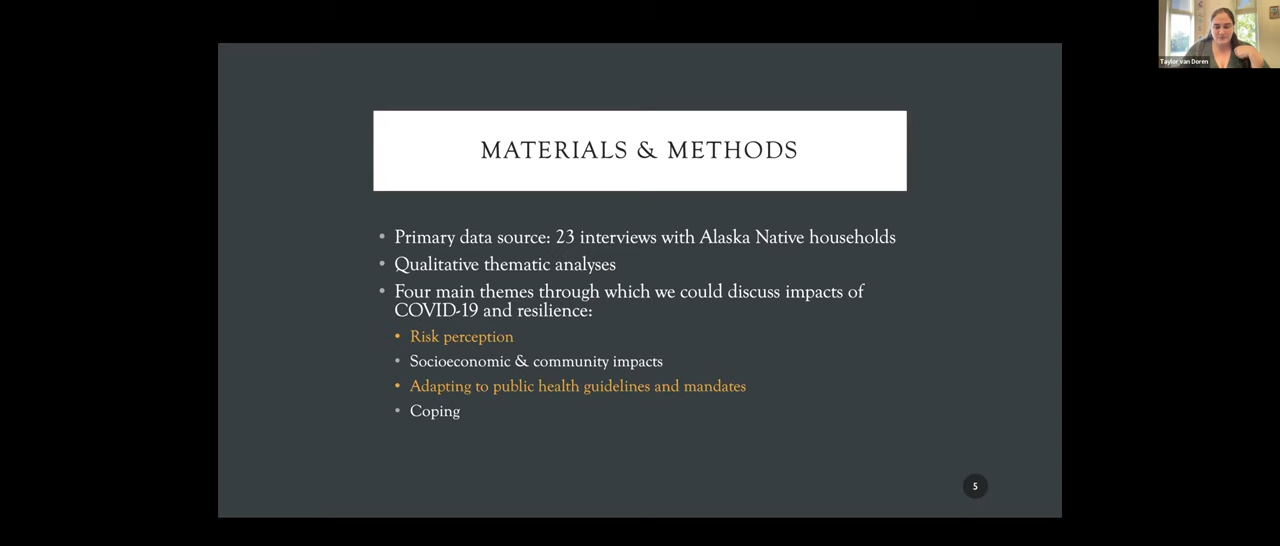 Taylor van Doren
MATERIALS & METHODS
• Primary data source: 23 interviews with Alaska Native households
• Qualitative thematic analyses
• Four main themes through which we could discuss impacts of
COVID-19 and resilience:
• Risk perception
• Socioeconomic & community impacts
• Adapting to public health guidelines and mandates
• Coping
5